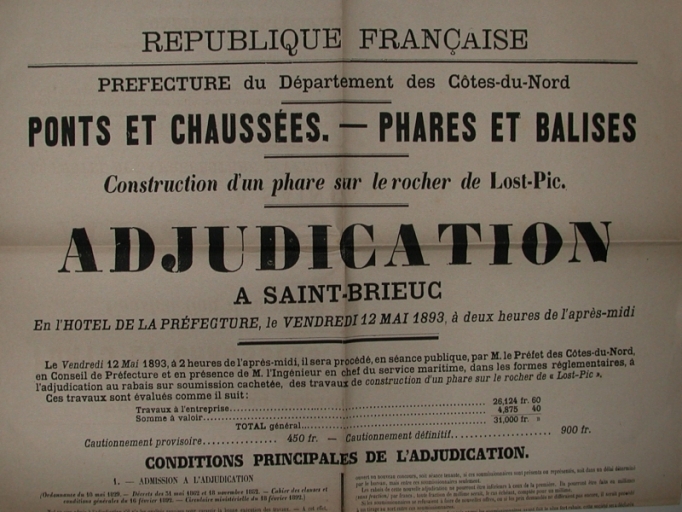 REPUBLIQUE FRANÇAISE
PREFECTURE du Département des Côtes-du-Nord
PONTS ET CHAUSSÉES. — PHARES ET BALISES
Construction d'un phare sur le rocher de Lost-Pic.
ADJUDICATION
A SAINT-BRIEUC
En l'HOTEL DE LA PRÉFECTURE, le VENDREDI 12 MAI 1893, à deux heures de l'après-midi
Le Vendredi 12 Mai 1893, à 2 heures de l'après-midi, il sera procédé, en séance publique, par M. le Préfet des Côtes-du-Nord,
en Conseil de Préfecture et en présence de M. l'Ingénieur en chef du service maritime, dans les formes réglementaires, à
l'adjudication au rabais sur soumission cachetée, des travaux de construction d'un phare sur le rocher de « Lost-Pic ».
Ces travaux sont évalués comme il suit :
Travaux à l'entreprise 26,124 fr. 60
Somme à valoir 4,875 40
TOTAL général 31,000 fr. »
Cautionnement provisoire 450 fr. — Cautionnement définitif 900 fr.
CONDITIONS PRINCIPALES DE L'ADJUDICATION.
1. — ADMISSION A L'ADJUDICATION